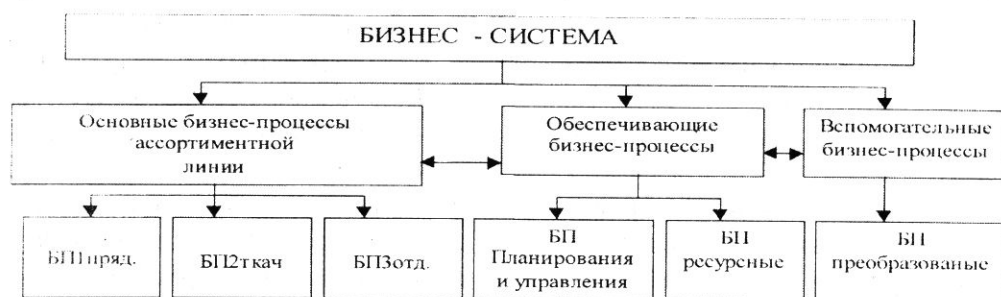 БИЗНЕС - СИСТЕМА
Основные бизнес-процессы
ассортиментной
линии
Обеспечивающие
бизнес-процессы
Вспомогательные
бизнес-процессы
БП1пряд.
БП2ткач
БП3отд.
БП
Планирования
и управления
БП
ресурсные
БП
преобразованые